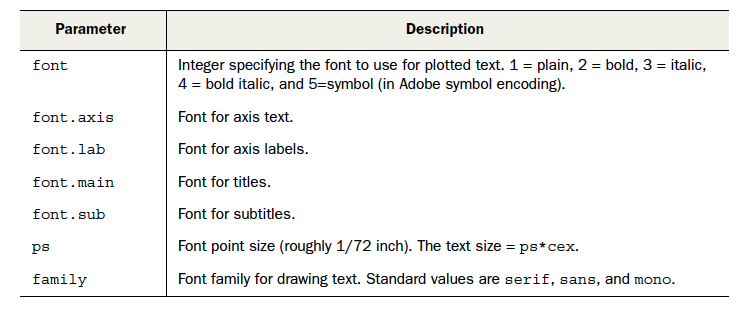 Parameter Description
font Integer specifying the font to use for plotted text. 1 = plain, 2 = bold, 3 = italic,
4 = bold italic, and 5=symbol (in Adobe symbol encoding).
font.axis Font for axis text.
font.lab Font for axis labels.
font.main Font for titles.
font.sub Font for subtitles.
ps Font point size (roughly 1/72 inch). The text size = ps*cex.
family Font family for drawing text. Standard values are serif, sans, and mono.